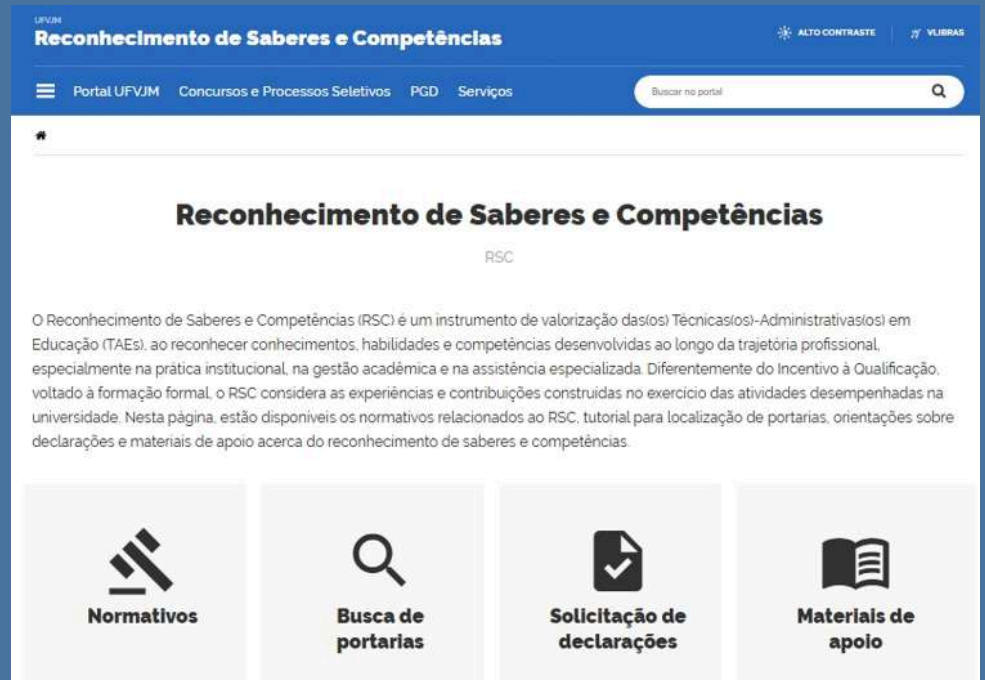 UFVJM
Reconhecimento de Saberes e Competências
ALTO CONTRASTE
VLIBRAS
Portal UFVJM Concursos e Processos Seletivos PGD Serviços
Buscar no portal
Reconhecimento de Saberes e Competências
RSC
O Reconhecimento de Saberes e Competências (RSC) é um instrumento de valorização das(os) Técnicas(os)-Administrativas(os) em
Educação (TAEs), ao reconhecer conhecimentos, habilidades e competências desenvolvidas ao longo da trajetória profissional,
especialmente na prática institucional, na gestão acadêmica e na assistência especializada. Diferentemente do Incentivo à Qualificação,
voltado à formação formal, o RSC considera as experiências e contribuições construídas no exercício das atividades desempenhadas na
universidade. Nesta página, estão disponíveis os normativos relacionados ao RSC, tutorial para localização de portarias, orientações sobre
declarações e materiais de apoio acerca do reconhecimento de saberes e competências.
Normativos
Busca de
portarias
Solicitação de
declarações
Materiais de
apoio